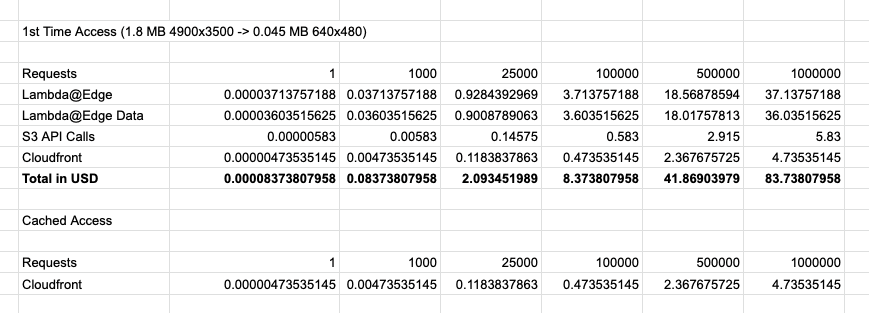 1st Time Access (1.8 MB 4900x3500 -> 0.045 MB 640x480)
Requests 1 1000 25000 100000 500000 1000000
Lambda@Edge 0.00003713757188 0.03713757188 0.9284392969 3.713757188 18.56878594 37.13757188
Lambda@Edge Data 0.00003603515625 0.03603515625 0.9008789063 3.603515625 18.01757813 36.03515625
S3 API Calls 0.00000583 0.00583 0.14575 0.583 2.915 5.83
Cloudfront 0.00000473535145 0.00473535145 0.1183837863 0.473535145 2.367675725 4.73535145
Total in USD 0.00008373807958 0.08373807958 2.093451989 8.373807958 41.86903979 83.73807958
Cached Access
Requests 1 1000 25000 100000 500000 1000000
Cloudfront 0.00000473535145 0.00473535145 0.1183837863 0.473535145 2.367675725 4.73535145